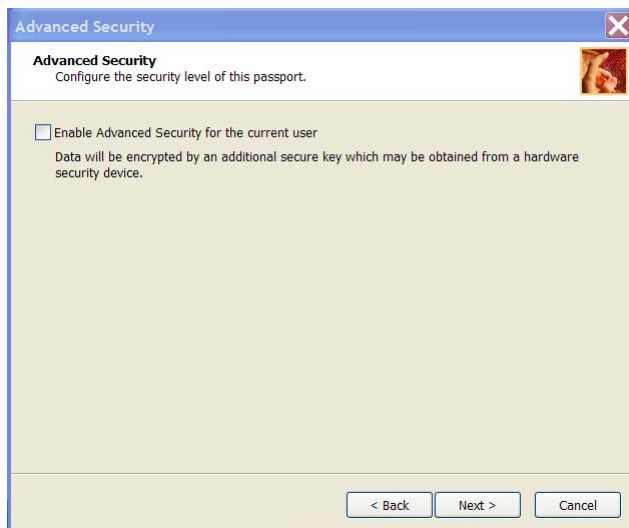 Advanced Security
Advanced Security
Configure the security level of this passport.
Enable Advanced Security for the current user
Data will be encrypted by an additional secure key which may be obtained from a hardware
security device.
< Back
Next >
Cancel